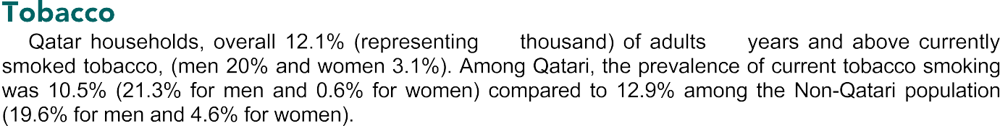 Tobacco
Qatar households, overall 12.1% (representing thousand) of adults years and above currently
smoked tobacco, (men 20% and women 3.1%). Among Qatari, the prevalence of current tobacco smoking
was 10.5% (21.3% for men and 0.6% for women) compared to 12.9% among the Non-Qatari population
(19.6% for men and 4.6% for women).